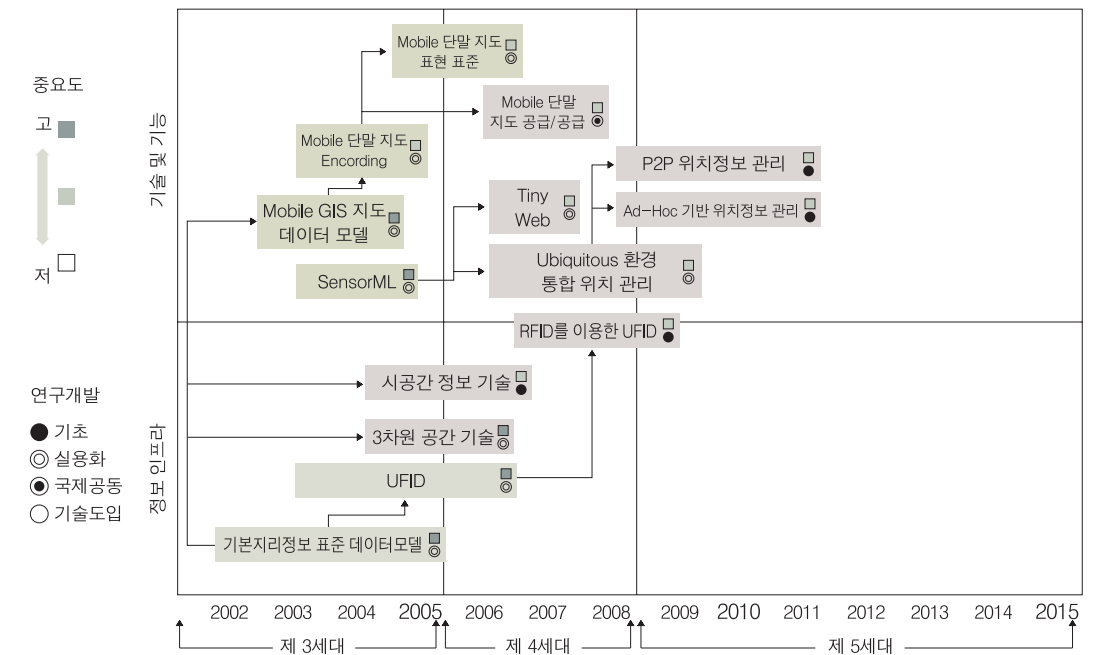 중요도
고
저
연구개발
기초
실용화
국제공동
기술도입
기술 및 기능
정보 인프라
Mobile 단말 지도
표현 표준
Mobile 단말
지도 공급/공급
Mobile 단말 지도
Encording
P2P 위치정보 관리
Tiny
Web
Ad-Hoc 기반 위치정보 관리
Mobile GIS 지도
데이터 모델
Ubiquitous 환경
통합 위치 관리
SensorML
RFID를 이용한 UFID
시공간 정보 기술
3차원 공간 기술
UFID
기본지리정보 표준 데이터모델
2002 2003 2004 2005 2006 2007 2008 2009 2010 2011 2012 2013 2014 2015
제 3세대 제 4세대 제 5세대